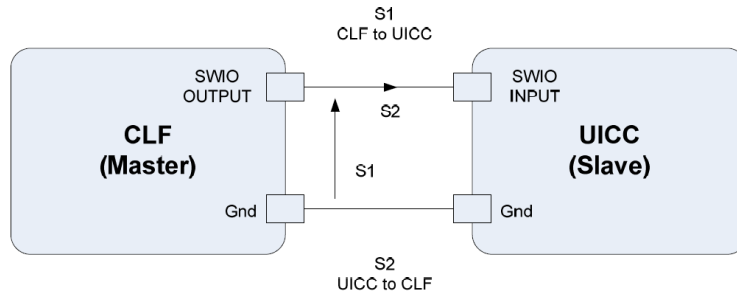 S1
CLF to UICC
SWIO
OUTPUT
SWIO
INPUT
S2
CLF
(Master)
UICC
(Slave)
S1
Gnd
Gnd
S2
UICC to CLF